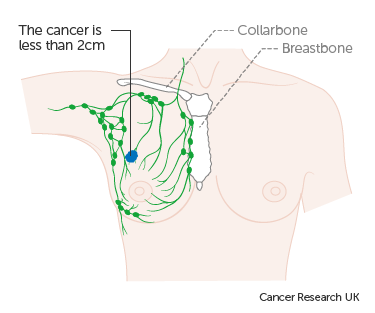 The cancer is
less than 2cm
Collarbone
Breastbone
Cancer Research UK